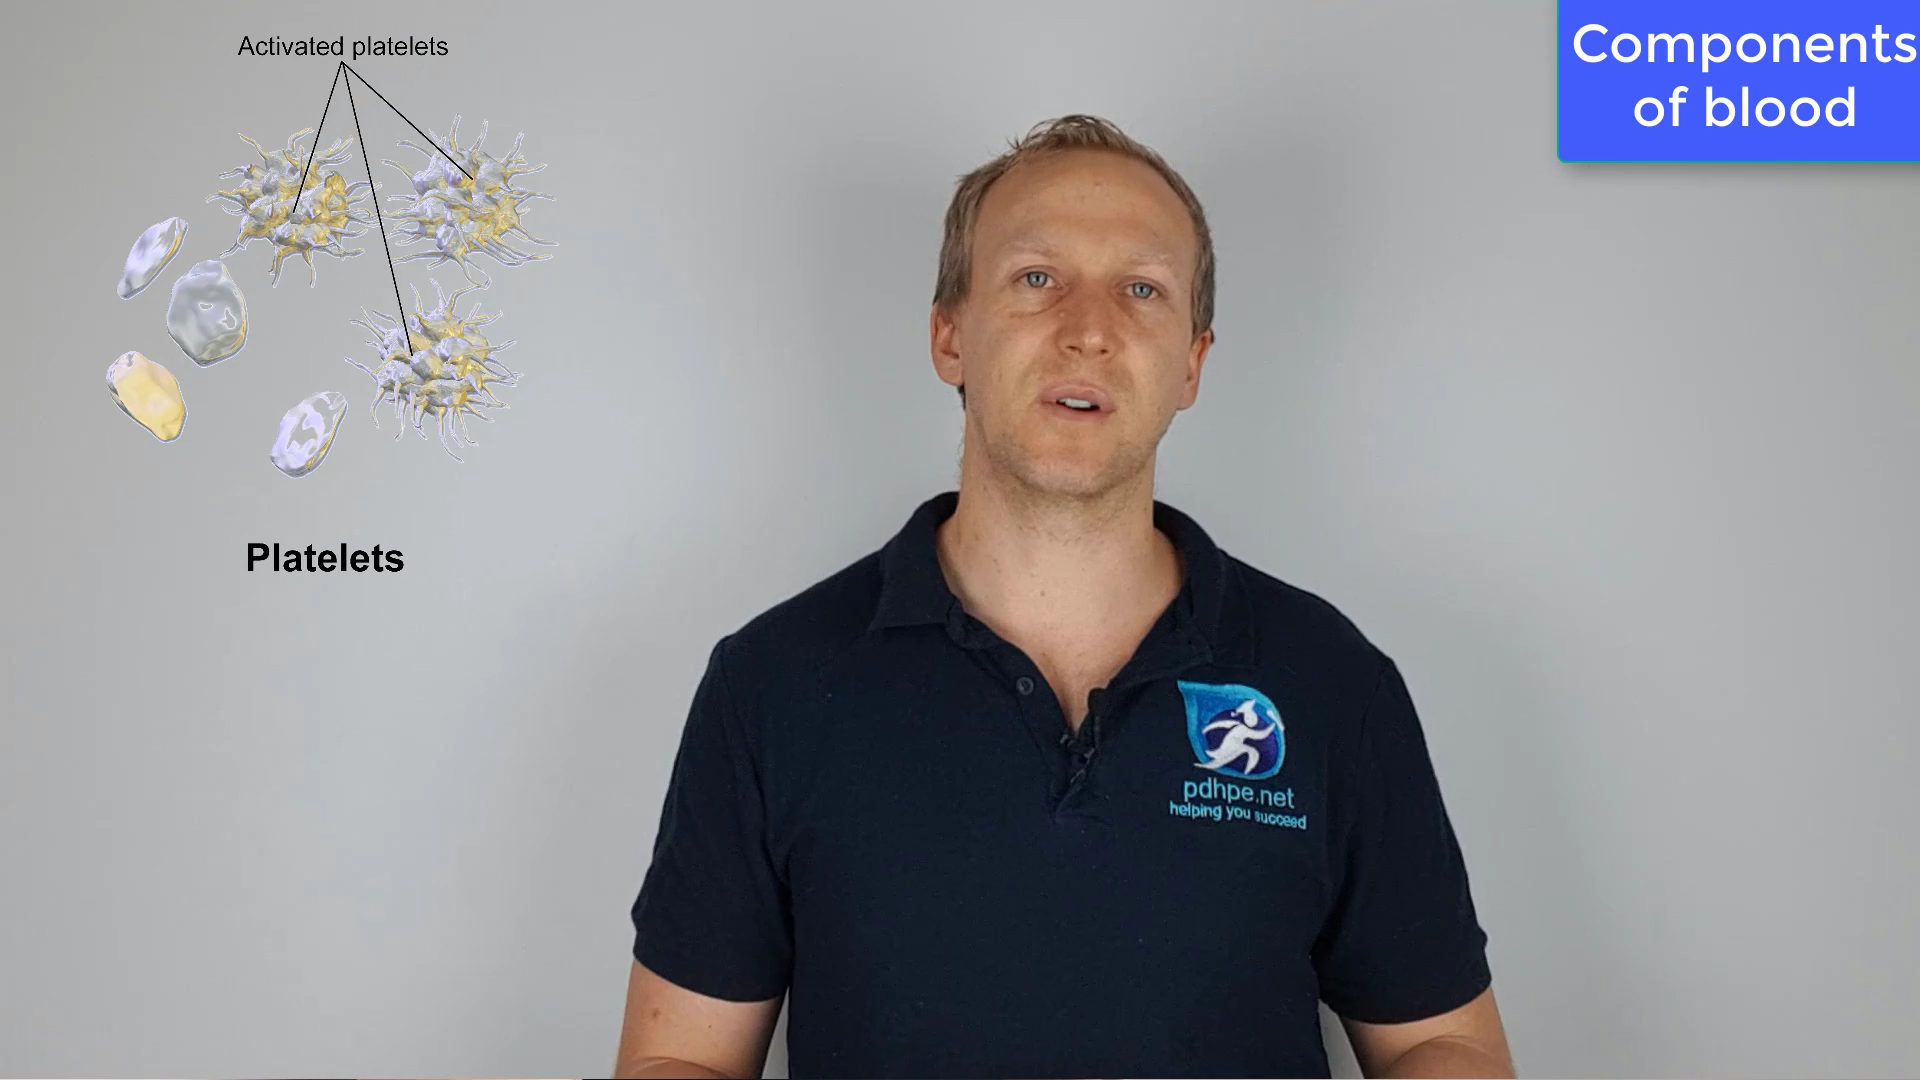 Activated platelets
Platelets
Components
of blood
pdhpe.net
helping you succeed